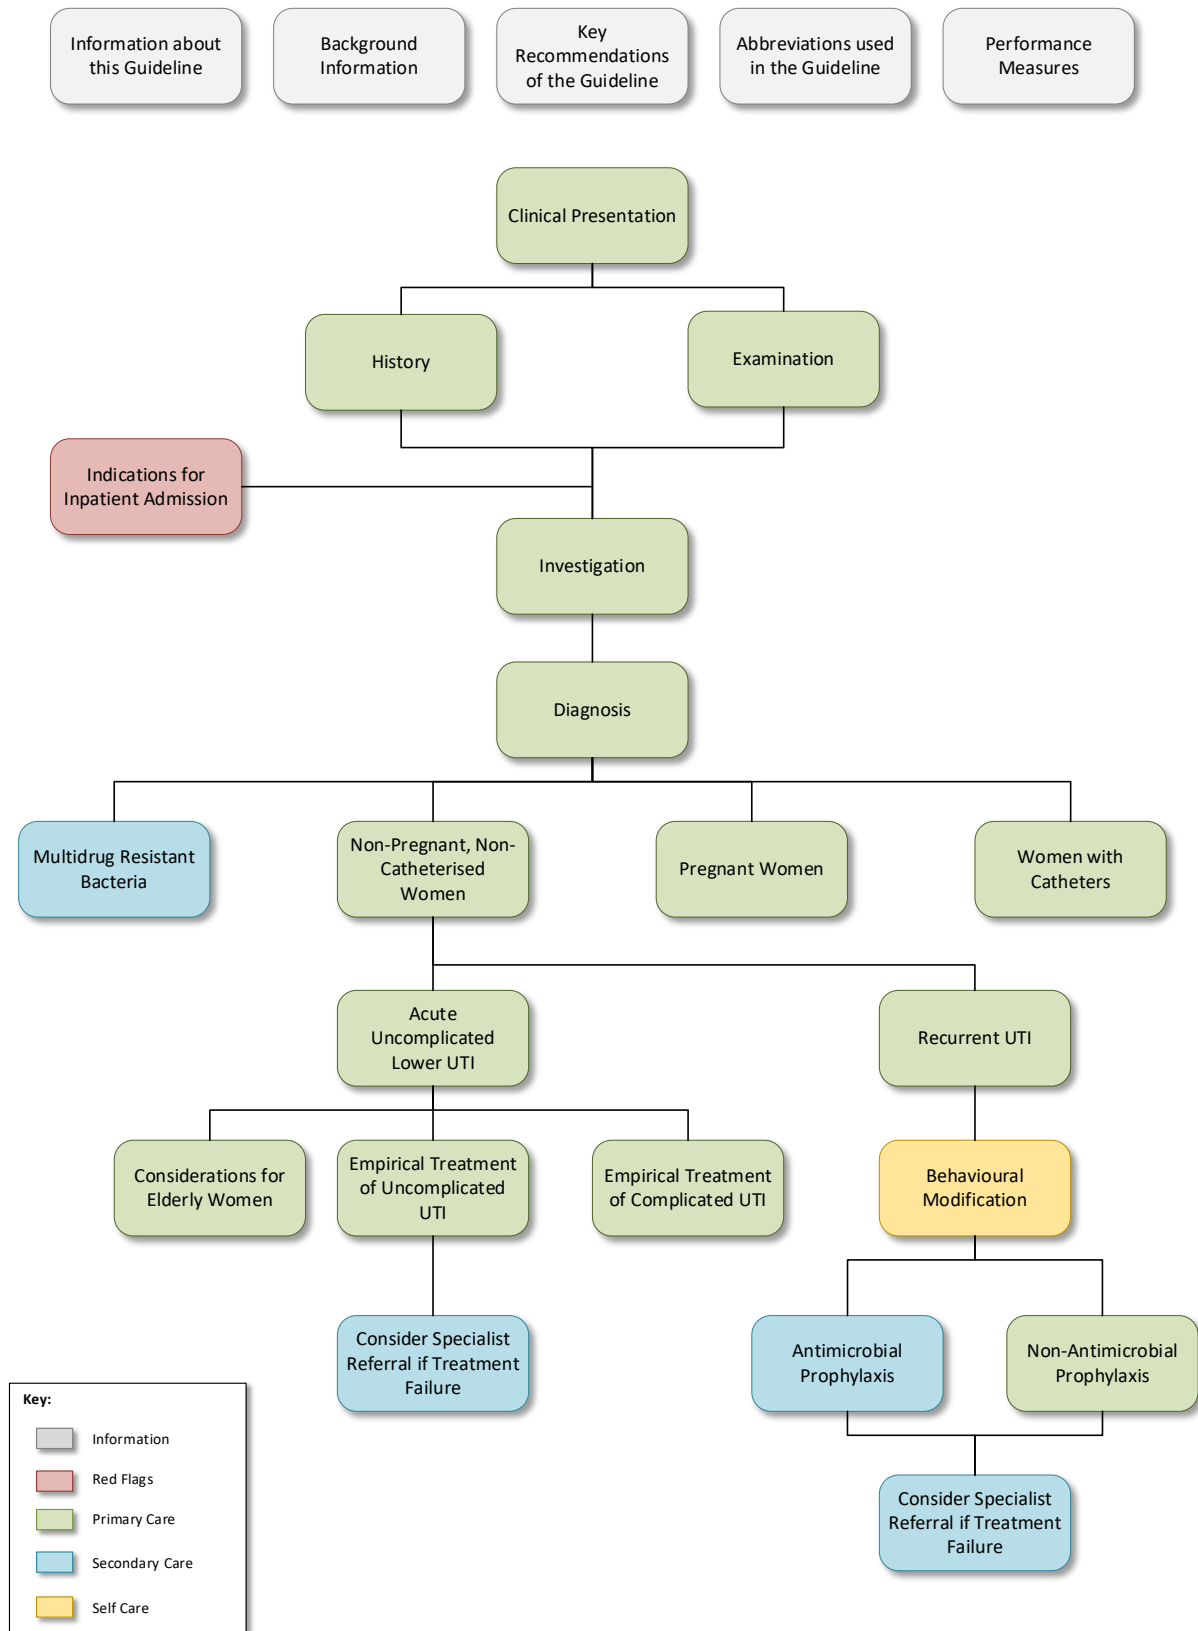 Information about
this Guideline
Background
Information
Key
Recommendations
of the Guideline
Abbreviations used
in the Guideline
Performance
Measures
Clinical Presentation
History
Examination
Indications for
Inpatient Admission
Investigation
Diagnosis
Multidrug Resistant
Bacteria
Non-Pregnant, Non-
Catheterised
Women
Pregnant Women
Women with
Catheters
Acute
Uncomplicated
Lower UTI
Recurrent UTI
Considerations for
Elderly Women
Empirical Treatment
of Uncomplicated
UTI
Empirical Treatment
of Complicated UTI
Behavioural
Modification
Consider Specialist
Referral if Treatment
Failure
Antimicrobial
Prophylaxis
Non-Antimicrobial
Prophylaxis
Consider Specialist
Referral if Treatment
Failure
Key:
Information
Red Flags
Primary Care
Secondary Care
Self Care